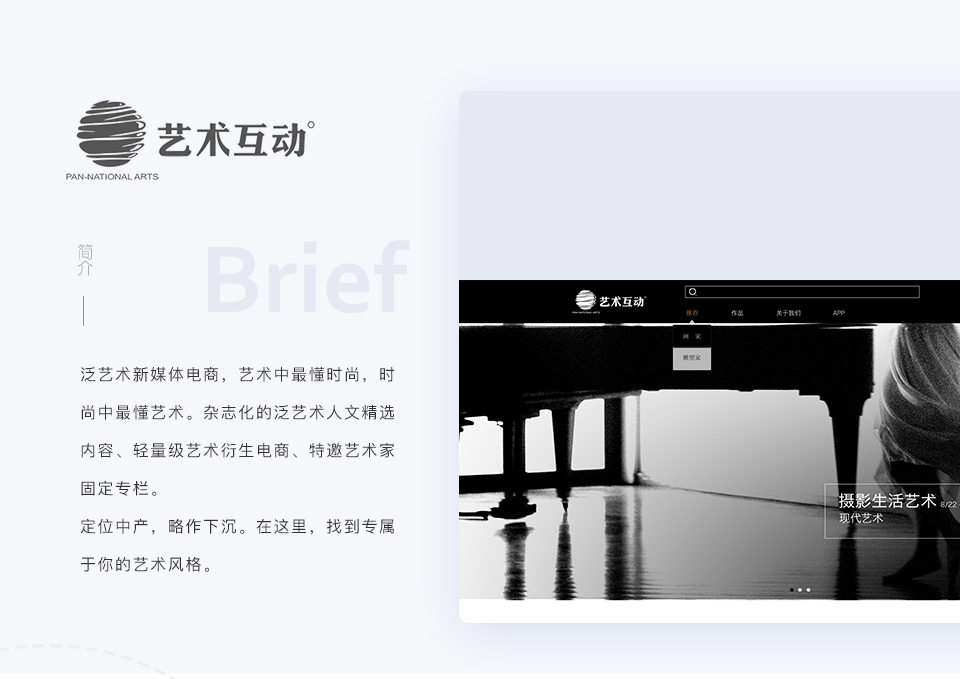 艺术互动
PAN-NATIONAL ARTS
简介
Brief
泛艺术新媒体电商，艺术中最懂时尚，时
尚中最懂艺术。杂志化的泛艺术人文精选
内容、轻量级艺术衍生电商、特邀艺术家
固定专栏。
定位中产，略作下沉。在这里，找到专属
于你的艺术风格。
艺术互动
PAN-NATIONAL ARTS
推荐 作品 关于我们 APP
画 家
雕塑家
摄影生活艺术 8/22 -
现代艺术